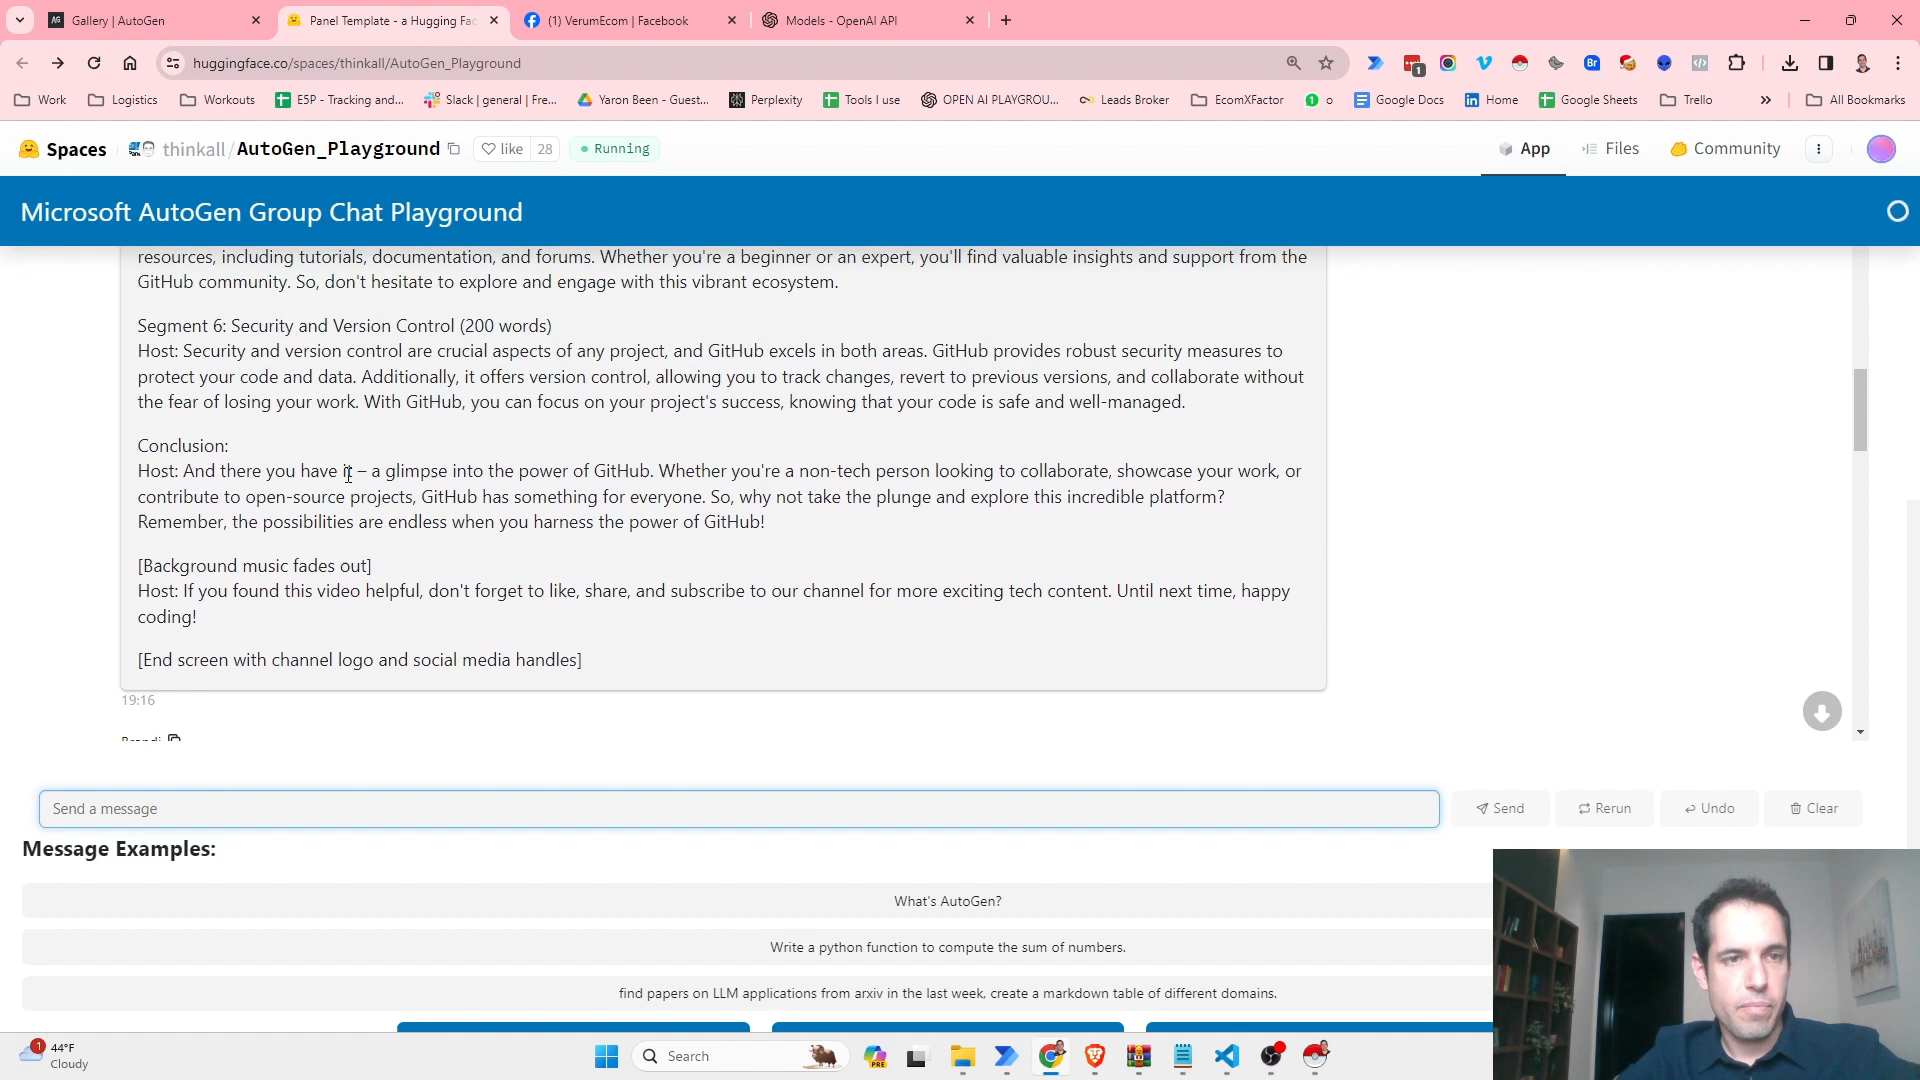 Gallery | AutoGen
Panel Template - a Hugging Fac
(1) VerumEcom | Facebook
Models - OpenAI API
huggingface.co/spaces/thinkall/AutoGen_Playground
1
Work
Logistics
Workouts
E5P - Tracking and...
Slack | general | Fre...
Yaron Been - Guest...
Perplexity
Tools I use
OPEN AI PLAYGROU...
Leads Broker
EcomXFactor
1 o
Google Docs
Home
Google Sheets
Trello
All Bookmarks
Spaces
thinkall/AutoGen_Playground
like 28
Running
App
Files
Community
Microsoft AutoGen Group Chat Playground
resources, including tutorials, documentation, and forums. Whether you're a beginner or an expert, you'll find valuable insights and support from the
GitHub community. So, don't hesitate to explore and engage with this vibrant ecosystem.
Segment 6: Security and Version Control (200 words)
Host: Security and version control are crucial aspects of any project, and GitHub excels in both areas. GitHub provides robust security measures to
protect your code and data. Additionally, it offers version control, allowing you to track changes, revert to previous versions, and collaborate without
the fear of losing your work. With GitHub, you can focus on your project's success, knowing that your code is safe and well-managed.
Conclusion:
Host: And there you have it – a glimpse into the power of GitHub. Whether you're a non-tech person looking to collaborate, showcase your work, or
contribute to open-source projects, GitHub has something for everyone. So, why not take the plunge and explore this incredible platform?
Remember, the possibilities are endless when you harness the power of GitHub!
[Background music fades out]
Host: If you found this video helpful, don't forget to like, share, and subscribe to our channel for more exciting tech content. Until next time, happy
coding!
[End screen with channel logo and social media handles]
19:16
Send a message
Send
Rerun
Undo
Clear
Message Examples:
What's AutoGen?
Write a python function to compute the sum of numbers.
find papers on LLM applications from arxiv in the last week, create a markdown table of different domains.
1
44°F
Cloudy
Search
PRE